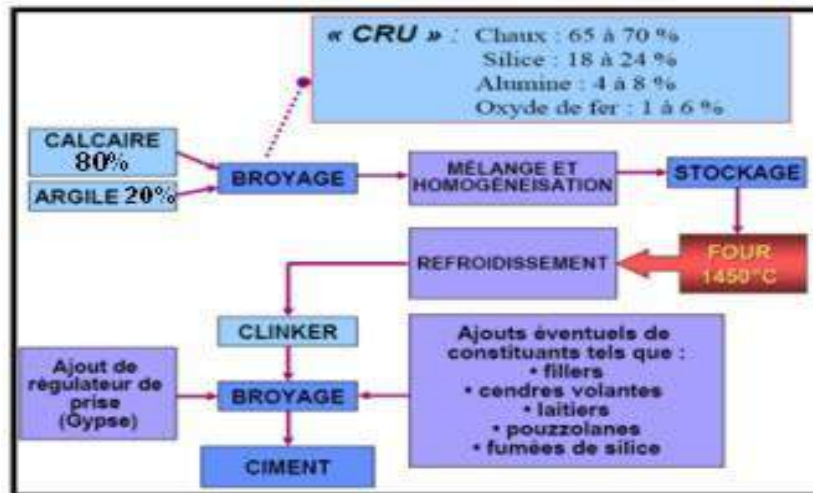 « CRU » : Chaux : 65 à 70 %
Silice : 18 à 24 %
Alumine : 4 à 8 %
Oxyde de fer : 1 à 6 %
CALCAIRE
80%
ARGILE 20%
BROYAGE
MÉLANGE ET
HOMOGÉNEISATION
STOCKAGE
FOUR
1450°C
REFROIDISSEMENT
CLINKER
Ajout de
régulateur de
prise
(Gypse)
BROYAGE
Ajouts éventuels de
constituants tels que :
• fillers
• cendres volantes
• laitiers
• pouzzolanes
• fumées de silice
CIMENT